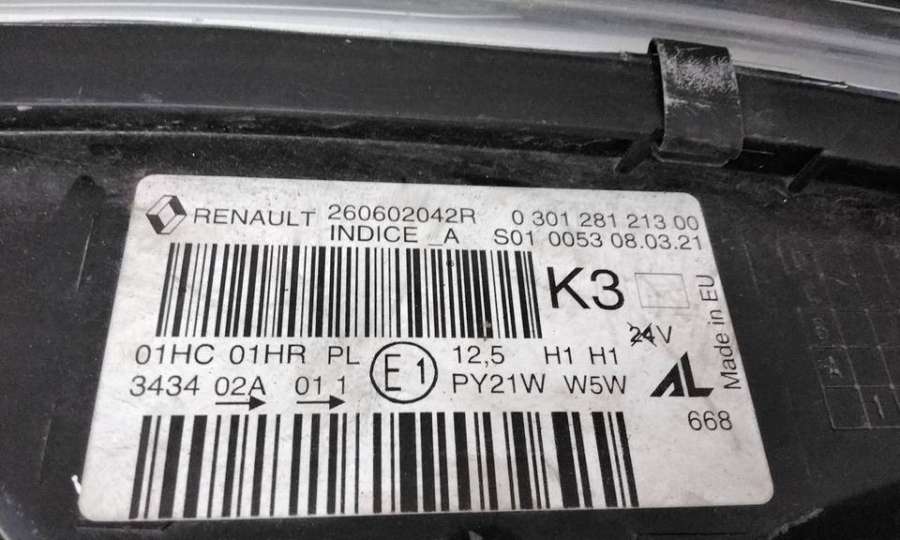 RENAULT 260602042R 0 301 281 213 00
INDICE _A S01 0053 08.03.21
K3
24V
01HC 01HR PL E1 12,5 H1 H1
3434 02A 01 1 PY21W W5W
AL
668
Made in EU